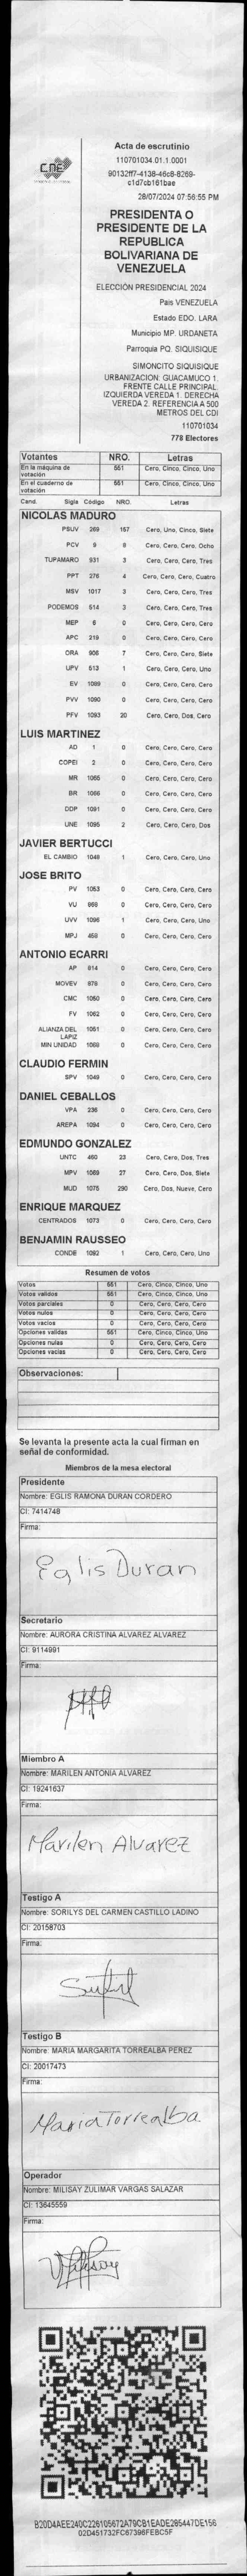 CNE
Acta de escrutinio
110701034.01.1.0001
90132ff7-4138-46c8-8269-
c1d7cb161bae
28/07/2024 07:56:55 PM
PRESIDENTA O
PRESIDENTE DE LA
REPUBLICA
BOLIVARIANA DE
VENEZUELA
ELECCIÓN PRESIDENCIAL 2024
Pais VENEZUELA
Estado EDO. LARA
Municipio MP. URDANETA
Parroquia PQ. SIQUISIQUE
SIMONCITO SIQUISIQUE
URBANIZACION: GUACAMUCO 1.
FRENTE CALLE PRINCIPAL.
IZQUIERDA VEREDA 1. DERECHA
VEREDA 2. REFERENCIA A 500
METROS DEL CDI
110701034
778 Electores
Votantes NRO. Letras
En la máquina de votación 551 Cero, Cinco, Cinco, Uno
En el cuaderno de votación 551 Cero, Cinco, Cinco, Uno
Cand. Sigla Código NRO. Letras
NICOLAS MADURO
PSUV 269 157 Cero, Uno, Cinco, Siete
PCV 8 8 Cero, Cero, Cero, Ocho
TUPAMARO 931 3 Cero, Cero, Cero, Tres
PPT 276 4 Cero, Cero, Cero, Cuatro
MSV 1017 3 Cero, Cero, Cero, Tres
PODEMOS 514 3 Cero, Cero, Cero, Tres
MEP 6 0 Cero, Cero, Cero, Cero
APC 219 0 Cero, Cero, Cero, Cero
ORA 906 7 Cero, Cero, Cero, Siete
UPV 513 1 Cero, Cero, Cero, Uno
EV 1089 0 Cero, Cero, Cero, Cero
PVV 1090 0 Cero, Cero, Cero, Cero
PFV 1093 20 Cero, Cero, Dos, Cero
LUIS MARTINEZ
AD 1 0 Cero, Cero, Cero, Cero
COPEI 2 0 Cero, Cero, Cero, Cero
MR 1065 0 Cero, Cero, Cero, Cero
BR 1066 0 Cero, Cero, Cero, Cero
DDP 1091 0 Cero, Cero, Cero, Cero
UNE 1095 2 Cero, Cero, Cero, Dos
JAVIER BERTUCCI
EL CAMBIO 1048 1 Cero, Cero, Cero, Uno
JOSE BRITO
PV 1053 0 Cero, Cero, Cero, Cero
VU 868 0 Cero, Cero, Cero, Cero
UVV 1096 1 Cero, Cero, Cero, Uno
MPJ 458 0 Cero, Cero, Cero, Cero
ANTONIO ECARRI
AP 814 0 Cero, Cero, Cero, Cero
MOVEV 978 0 Cero, Cero, Cero, Cero
CMC 1050 0 Cero, Cero, Cero, Cero
FV 1062 0 Cero, Cero, Cero, Cero
ALIANZA DEL LAPIZ 1051 0 Cero, Cero, Cero, Cero
MIN UNIDAD 1068 0 Cero, Cero, Cero, Cero
CLAUDIO FERMIN
SPV 1049 0 Cero, Cero, Cero, Cero
DANIEL CEBALLOS
VPA 236 0 Cero, Cero, Cero, Cero
AREPA 1094 0 Cero, Cero, Cero, Cero
EDMUNDO GONZALEZ
UNTC 460 23 Cero, Cero, Dos, Tres
MPV 1069 27 Cero, Cero, Dos, Siete
MUD 1075 290 Cero, Dos, Nueve, Cero
ENRIQUE MARQUEZ
CENTRADOS 1073 0 Cero, Cero, Cero, Cero
BENJAMIN RAUSSEO
CONDE 1092 1 Cero, Cero, Cero, Uno
Resumen de votos
Votos 551 Cero, Cinco, Cinco, Uno
Votos validos 551 Cero, Cinco, Cinco, Uno
Votos parciales 0 Cero, Cero, Cero, Cero
Votos nulos 0 Cero, Cero, Cero, Cero
Votos vacios 0 Cero, Cero, Cero, Cero
Opciones validas 551 Cero, Cinco, Cinco, Uno
Opciones nulas 0 Cero, Cero, Cero, Cero
Opciones vacias 0 Cero, Cero, Cero, Cero
Observaciones:
Se levanta la presente acta la cual firman en
señal de conformidad.
Miembros de la mesa electoral
Presidente
Nombre: EGLIS RAMONA DURAN CORDERO
CI: 7414748
Firma:
Eglis Duran
Secretario
Nombre: AURORA CRISTINA ALVAREZ ALVAREZ
CI: 9114991
Firma:
Miembro A
Nombre: MARILEN ANTONIA ALVAREZ
CI: 19241637
Firma:
Marilen Alvarez
Testigo A
Nombre: SORILYS DEL CARMEN CASTILLO LADINO
CI: 20158703
Firma:
Testigo B
Nombre: MARIA MARGARITA TORREALBA PEREZ
CI: 20017473
Firma:
Maria Torrealba
Operador
Nombre: MILISAY ZULIMAR VARGAS SALAZAR
CI: 13645559
Firma:
B20D4AEE240C226105672A79CB1EADE285447DE156
02D451732FC67396FEBC5F